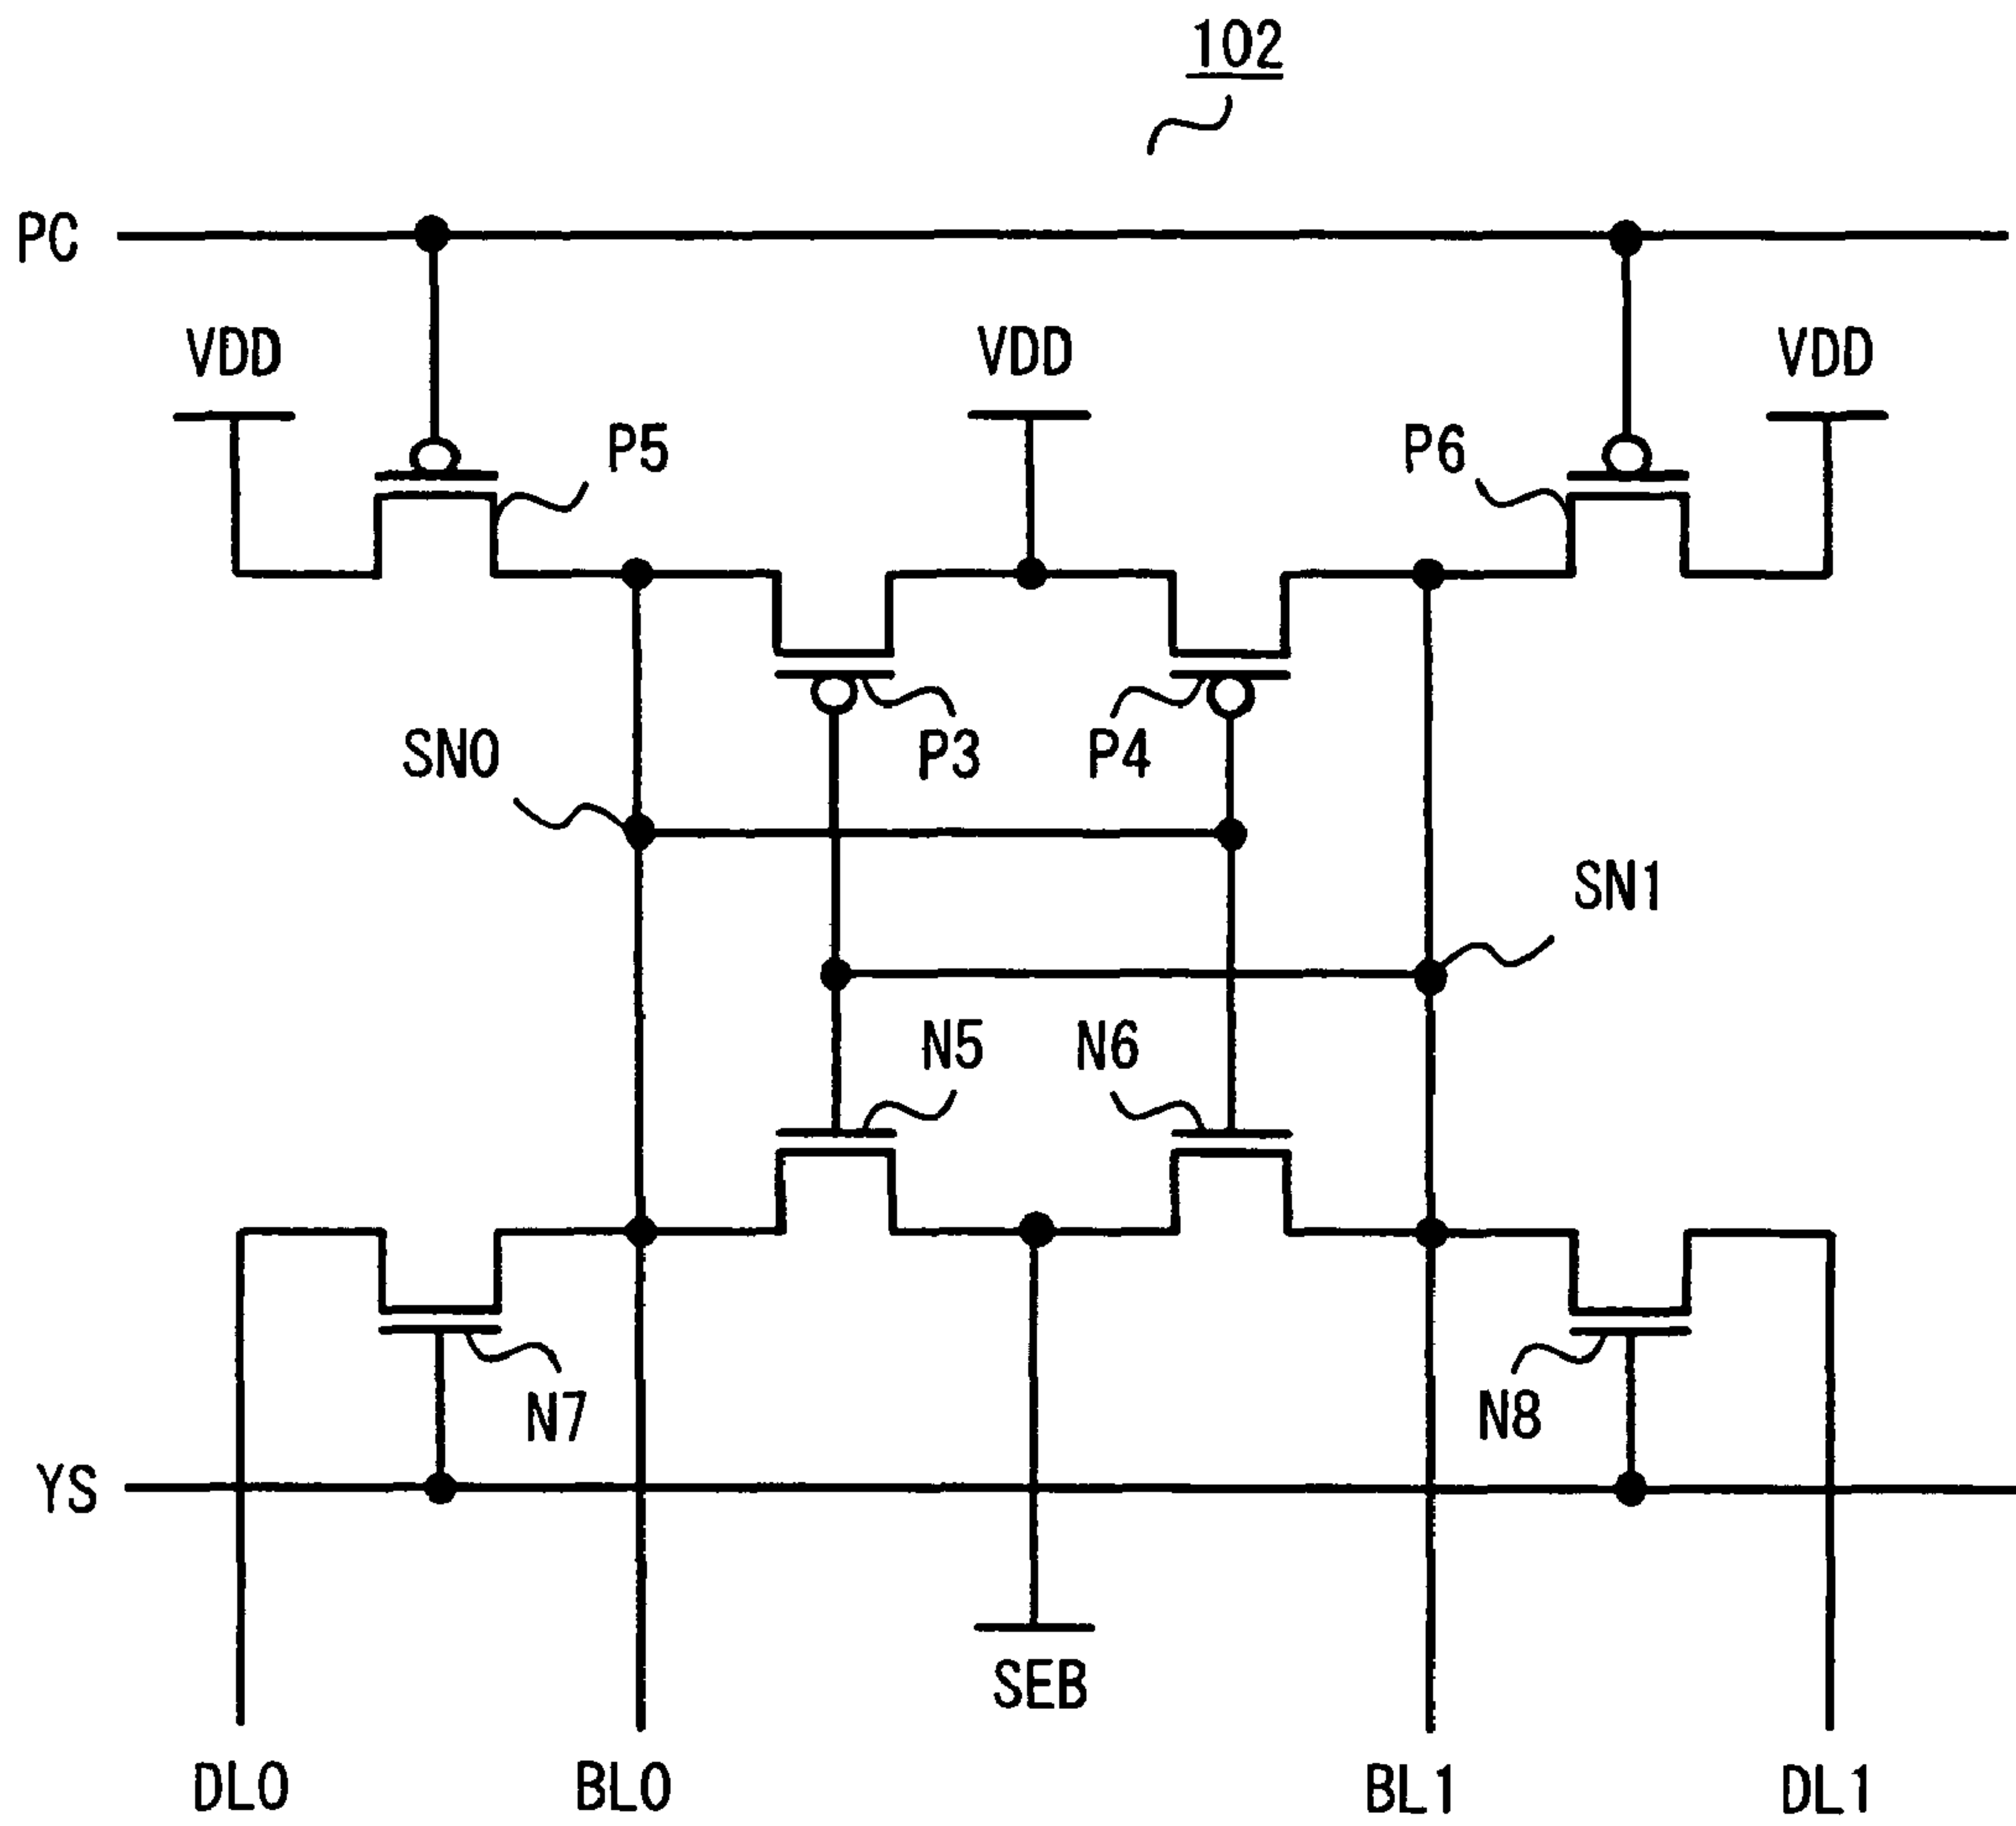 102
PC
VDD
VDD
VDD
P5
P6
SN0
P3
P4
SN1
N5
N6
N7
N8
YS
SEB
DL0
BL0
BL1
DL1